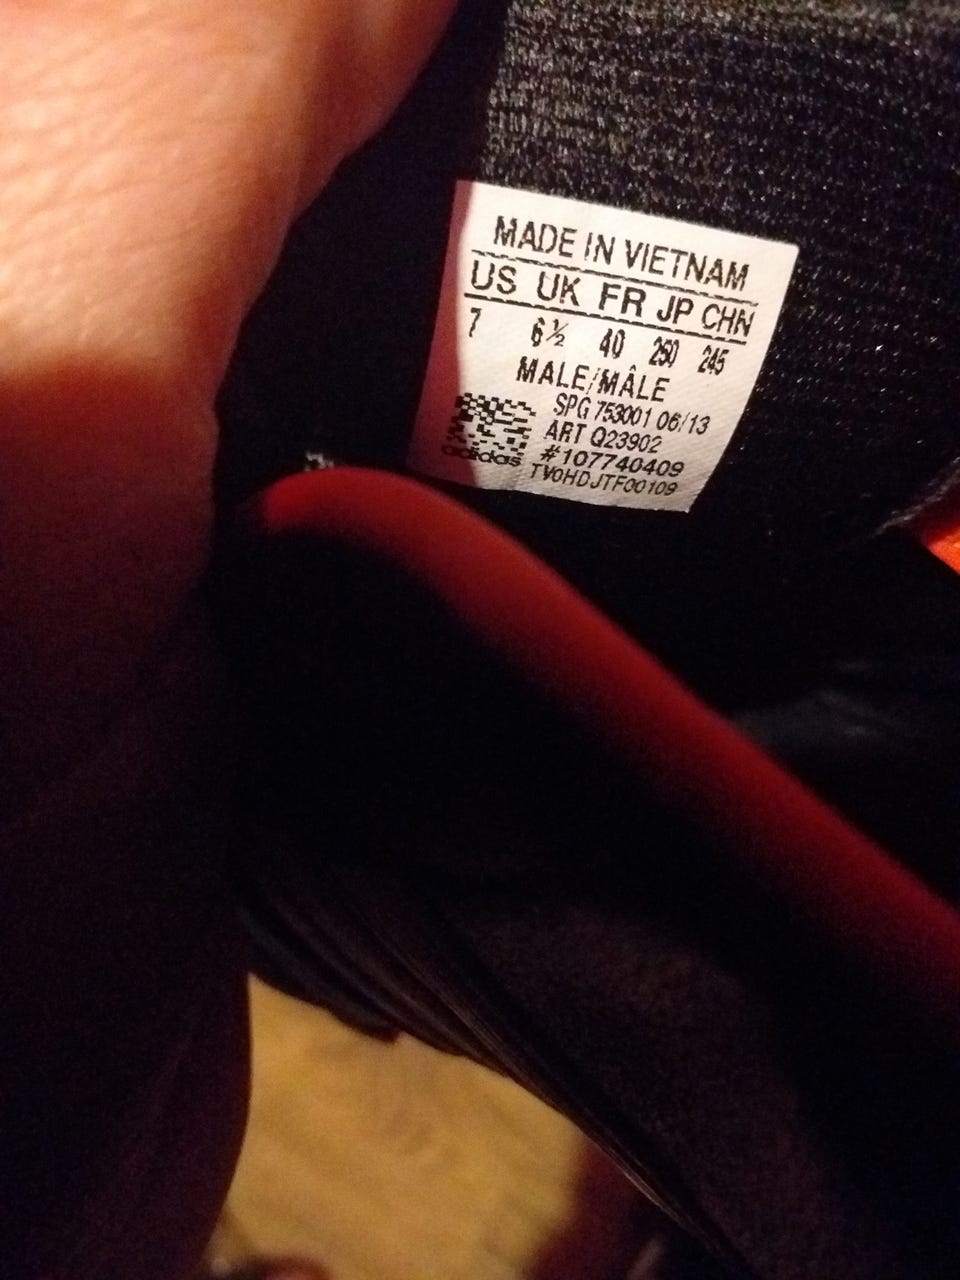 MADE IN VIETNAM
US UK FR JP CHN
7 6½ 40 250 245
MALE/MÂLE
SPG 753001 06/13
ART Q23902
#107740409
adidas TV0HDJTF00109